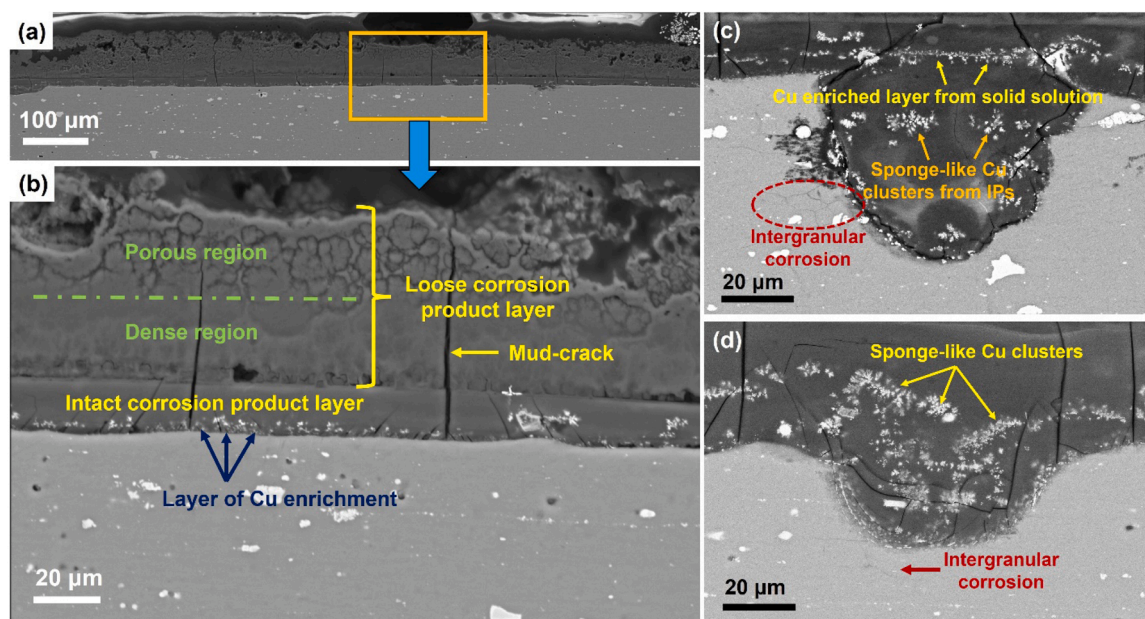 (a)
100 µm
(b)
Porous region
Dense region
Loose corrosion
product layer
Mud-crack
Intact corrosion product layer
Layer of Cu enrichment
20 µm
(c)
Cu enriched layer from solid solution
Sponge-like Cu
clusters from IPs
Intergranular
corrosion
20 µm
(d)
Sponge-like Cu clusters
Intergranular
corrosion
20 µm